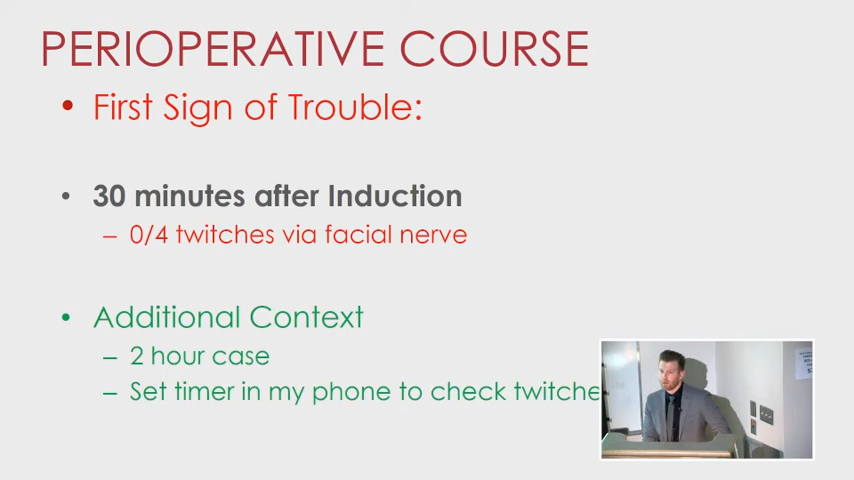 PERIOPERATIVE COURSE
• First Sign of Trouble:
• 30 minutes after Induction
– 0/4 twitches via facial nerve
• Additional Context
– 2 hour case
– Set timer in my phone to check twitche